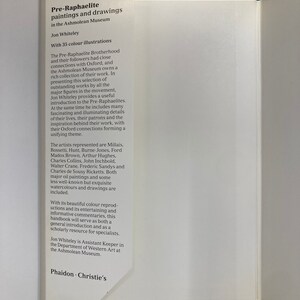 Pre-Raphaelite
paintings and drawings
in the Ashmolean Museum
Jon Whiteley
With 35 colour illustrations
The Pre-Raphaelite Brotherhood
and their followers had close
connections with Oxford, and
the Ashmolean Museum owns a
rich collection of their work. In
presenting this selection of
outstanding works by all the
major figures in the movement,
Jon Whiteley provides a useful
introduction to the Pre-Raphaelites.
At the same time he includes many
fascinating and illuminating details
of their lives, their patrons and the
inspiration behind their work, with
their Oxford connections forming a
unifying theme.
The artists represented are Millais,
Rossetti, Hunt, Burne-Jones, Ford
Madox Brown, Arthur Hughes,
Charles Collins, John Inchbold,
Walter Crane, Frederic Sandys and
Charles de Sousy Ricketts. Both
major oil paintings and some
less well known but exquisite
watercolours and drawings are
included.
With its beautiful colour reprod-
uctions and its entertaining and
informative commentaries, this
handbook will serve as both a
general introduction and as a
scholarly resource for specialists.
Jon Whiteley is Assistant Keeper in
the Department of Western Art at
the Ashmolean Museum.
Phaidon · Christie's